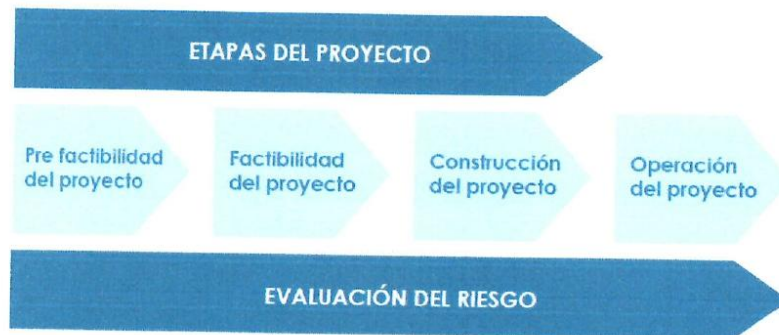 ETAPAS DEL PROYECTO
Pre factibilidad
del proyecto
Factibilidad
del proyecto
Construcción
del proyecto
Operación
del proyecto
EVALUACIÓN DEL RIESGO